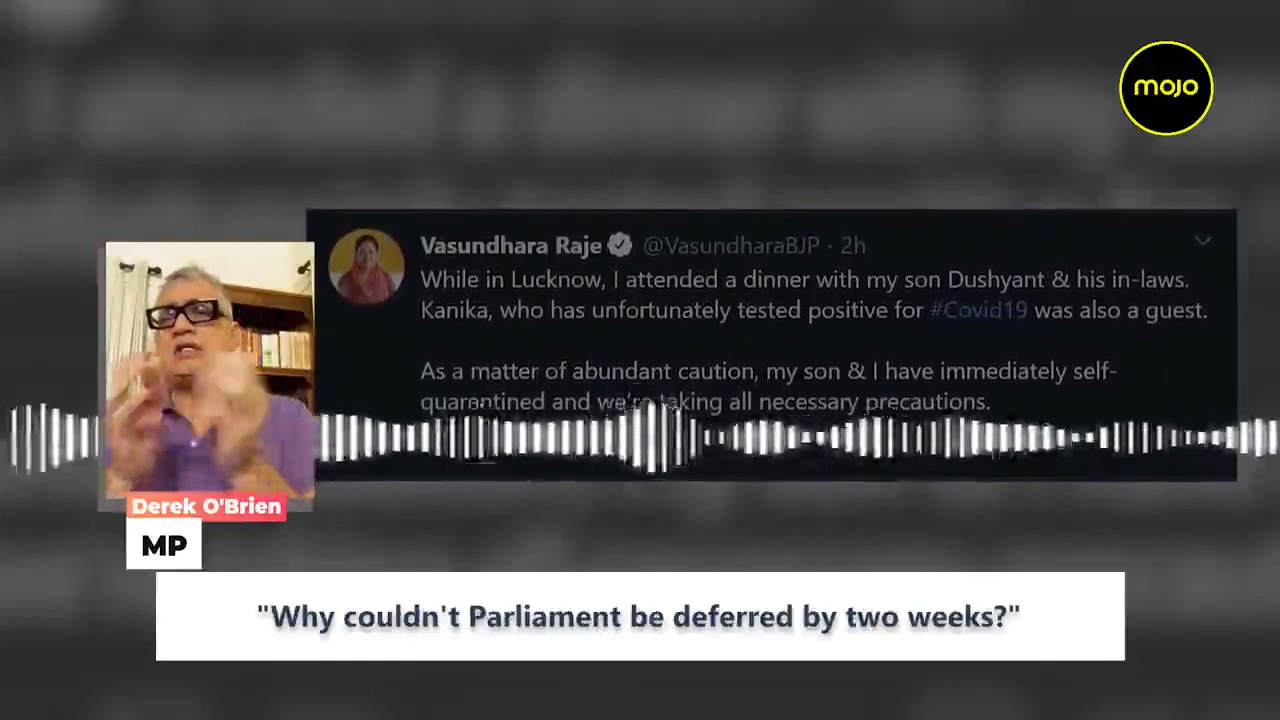 mojo
Vasundhara Raje @VasundharaBJP · 2h
While in Lucknow, I attended a dinner with my son Dushyant & his in-laws.
Kanika, who has unfortunately tested positive for #Covid19 was also a guest.
As a matter of abundant caution, my son & I have immediately self-
quarantined and we're taking all necessary precautions.
Derek O'Brien
MP
"Why couldn't Parliament be deferred by two weeks?"